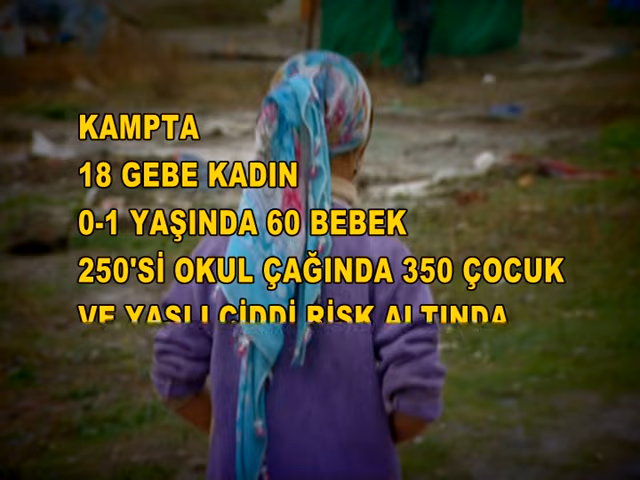 KAMPTA
18 GEBE KADIN
0-1 YAŞINDA 60 BEBEK
250'Sİ OKUL ÇAĞINDA 350 ÇOCUK
VE YAŞLI CİDDİ RİSK ALTINDA